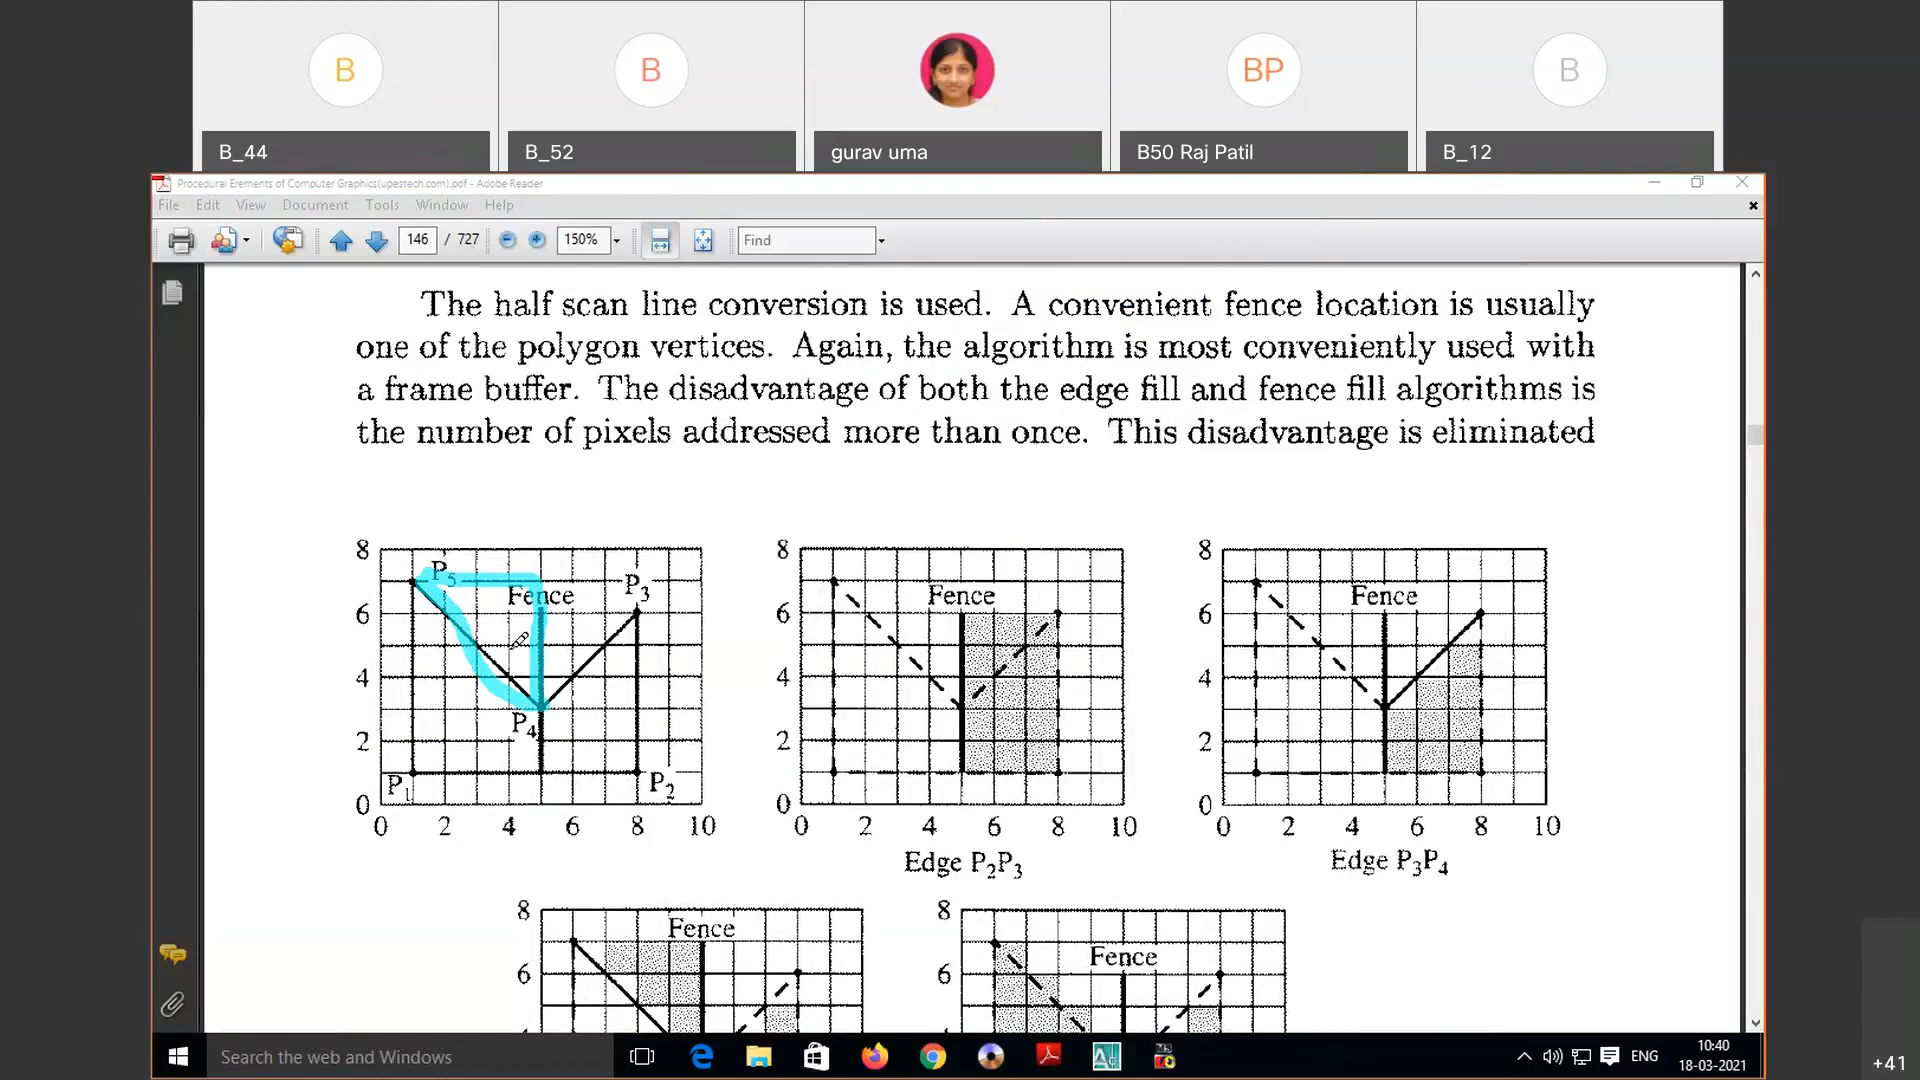 B
B
BP
B
B_44
B_52
gurav uma
B50 Raj Patil
B_12
Procedural Elements of Computer Graphics(upestech.com).pdf - Adobe Reader
File Edit View Document Tools Window Help
146 / 727
150%
Find
The half scan line conversion is used. A convenient fence location is usually
one of the polygon vertices. Again, the algorithm is most conveniently used with
a frame buffer. The disadvantage of both the edge fill and fence fill algorithms is
the number of pixels addressed more than once. This disadvantage is eliminated
8
6
4
2
0
0 2 4 6 8 10
P5
Fence
P3
P4
P1
P2
8
6
4
2
0
0 2 4 6 8 10
Fence
Edge P2P3
8
6
4
2
0
0 2 4 6 8 10
Fence
Edge P3P4
8
6
Fence
8
6
Fence
Search the web and Windows
ENG
10:40
18-03-2021
+41